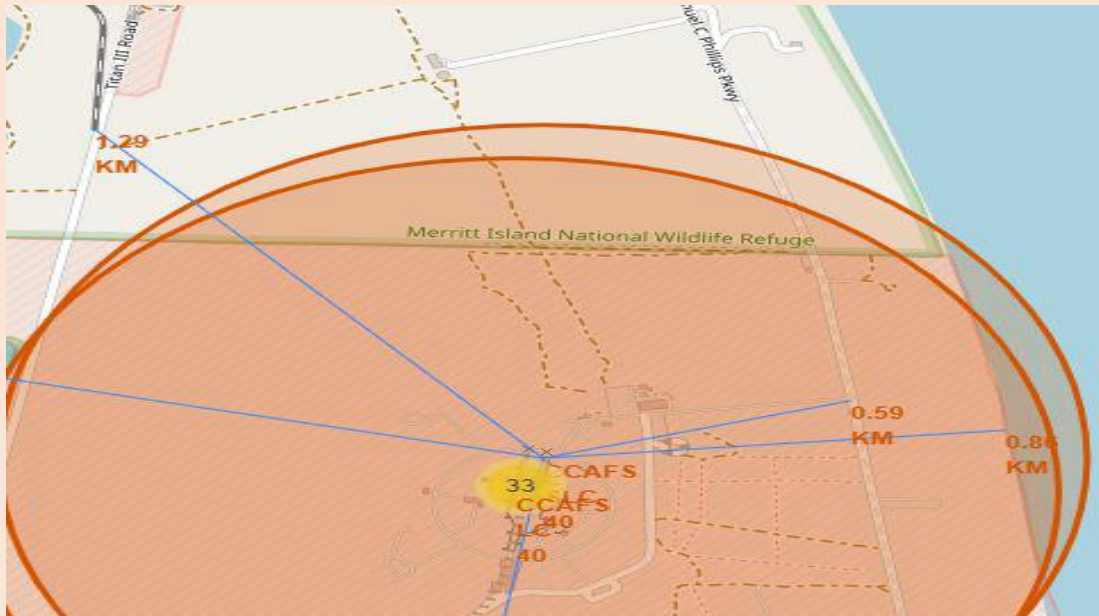 Titan III Road
uel C Phillips Pkwy
1.29
KM
Merritt Island National Wildlife Refuge
0.59
KM
0.86
KM
33
CCAFS
LC
40
CCAFS
LC
40